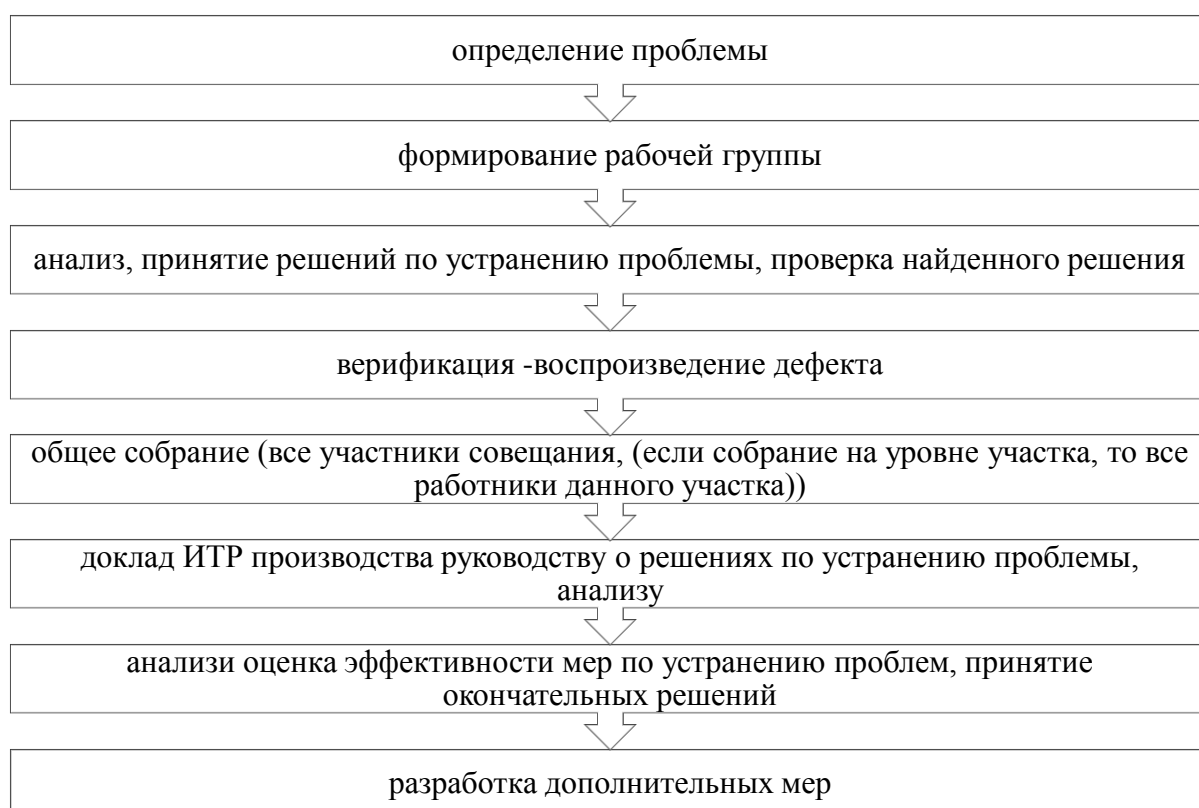 определение проблемы
формирование рабочей группы
анализ, принятие решений по устранению проблемы, проверка найденного решения
верификация -воспроизведение дефекта
общее собрание (все участники совещания, (если собрание на уровне участка, то все
работники данного участка))
доклад ИТР производства руководству о решениях по устранению проблемы,
анализу
анализи оценка эффективности мер по устранению проблем, принятие
окончательных решений
разработка дополнительных мер